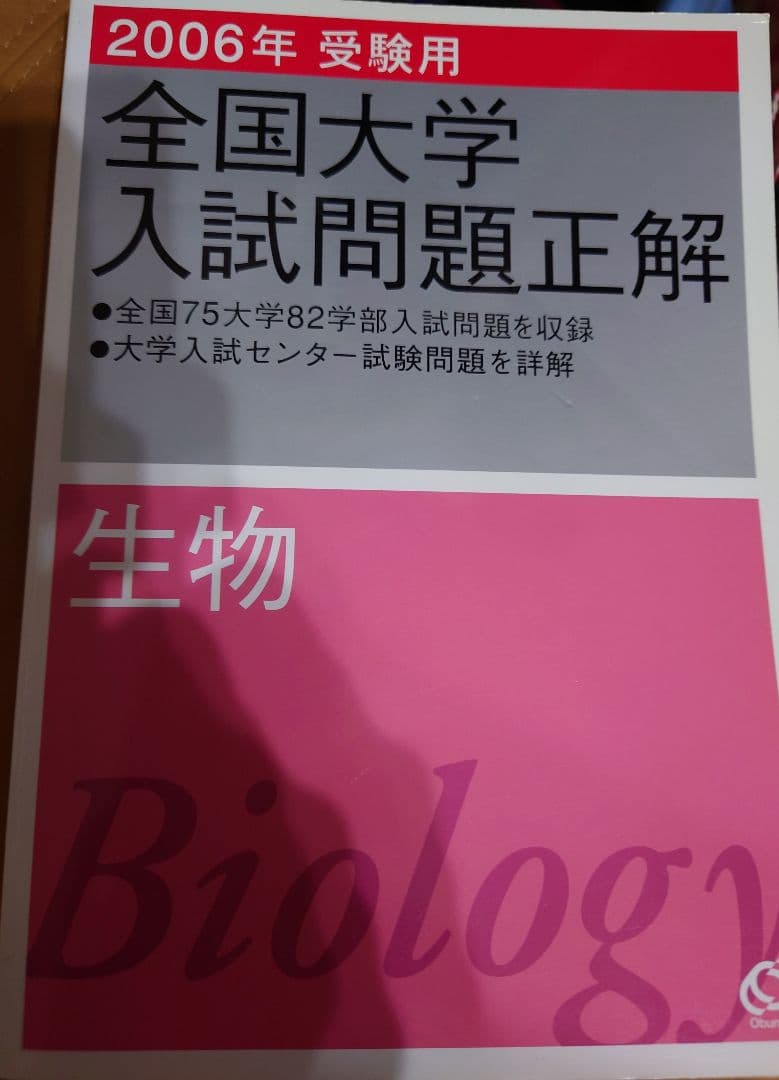 2006年 受験用
全国大学
入試問題正解
●全国75大学82学部入試問題を収録
●大学入試センター試験問題を詳解
生物
Biology